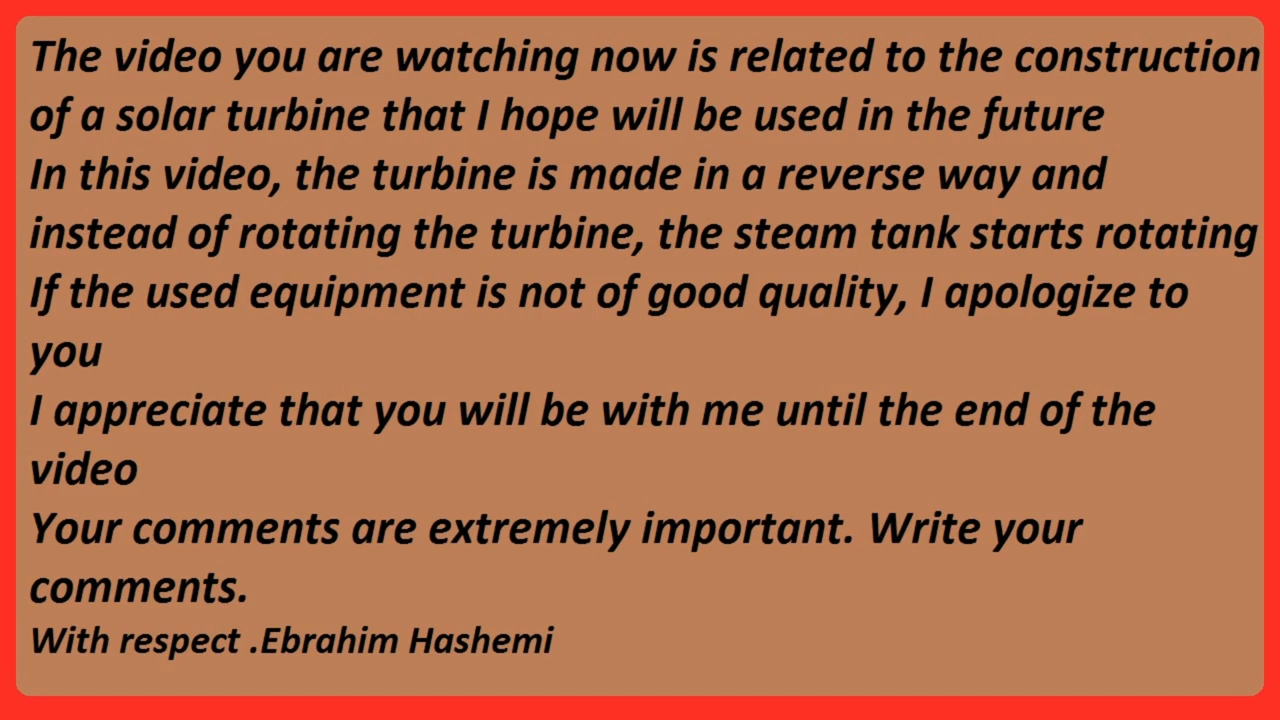 The video you are watching now is related to the construction
of a solar turbine that I hope will be used in the future
In this video, the turbine is made in a reverse way and
instead of rotating the turbine, the steam tank starts rotating
If the used equipment is not of good quality, I apologize to
you
I appreciate that you will be with me until the end of the
video
Your comments are extremely important. Write your
comments.
With respect .Ebrahim Hashemi